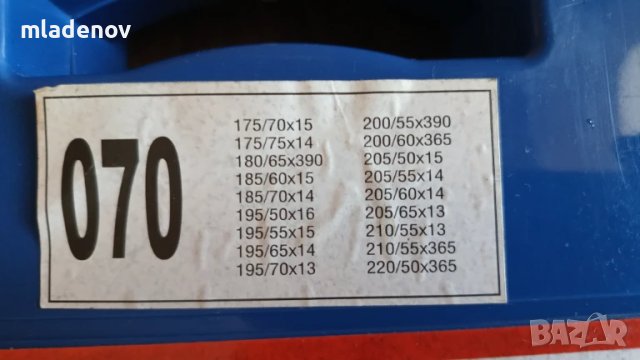 mladenov
070
175/70x15
175/75x14
180/65x390
185/60x15
185/70x14
195/50x16
195/55x15
195/65x14
195/70x13
200/55x390
200/60x365
205/50x15
205/55x14
205/60x14
205/65x13
210/55x13
210/55x365
220/50x365
BAZAR